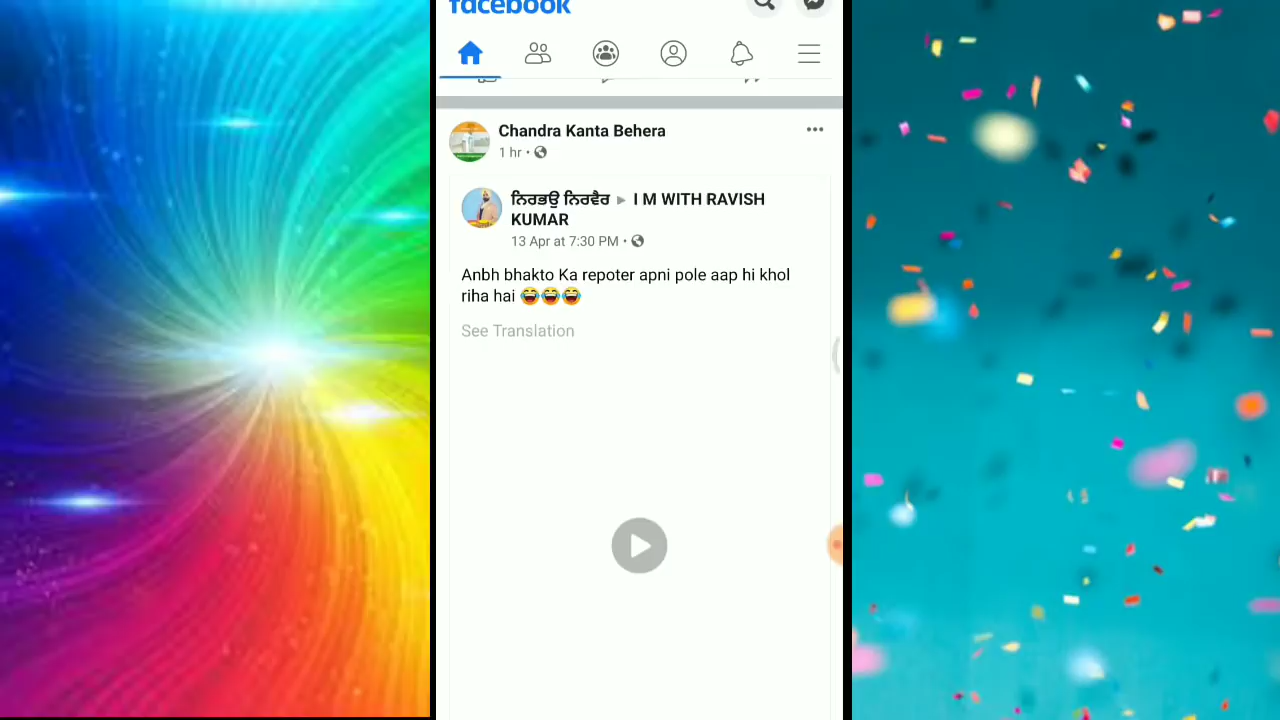 facebook
Chandra Kanta Behera
1 hr •
ਨਿਰਭਉ ਨਿਰਵੈਰ ▸ I M WITH RAVISH
KUMAR
13 Apr at 7:30 PM •
Anbh bhakto Ka repoter apni pole aap hi khol
riha hai 😂😂😂
See Translation